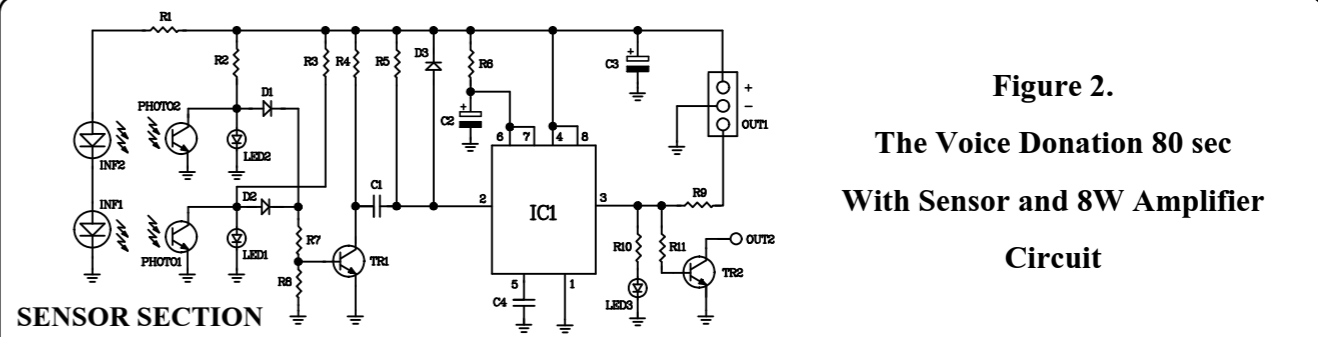 R1
R2
R3
R4
R5
D3
R6
C3
+
+
−
OUT1
PHOTO2
D1
+
C2
6
7
4
8
LED2
INF2
INF1
D2
C1
2
IC1
3
R9
R7
R10
R11
OUT2
PHOTO1
LED1
TR1
TR2
R8
5
1
C4
LED3
SENSOR SECTION
Figure 2.
The Voice Donation 80 sec
With Sensor and 8W Amplifier
Circuit